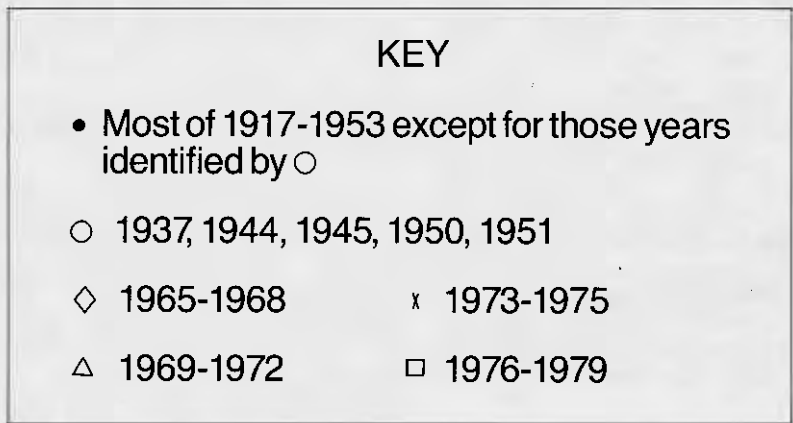 KEY
• Most of 1917-1953 except for those years
identified by ○
○ 1937, 1944, 1945, 1950, 1951
◇ 1965-1968 x 1973-1975
△ 1969-1972 □ 1976-1979